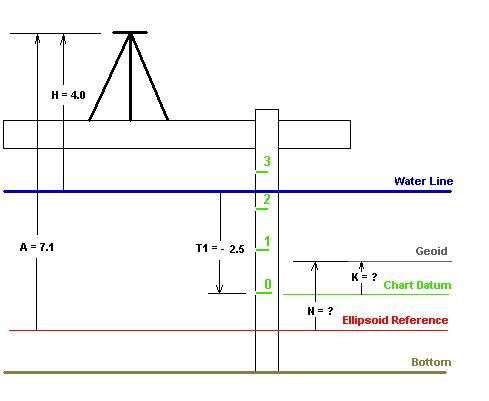 H = 4.0
3
Water Line
2
A = 7.1
T1 = - 2.5
1
Geoid
K = ?
0
Chart Datum
N = ?
Ellipsoid Reference
Bottom